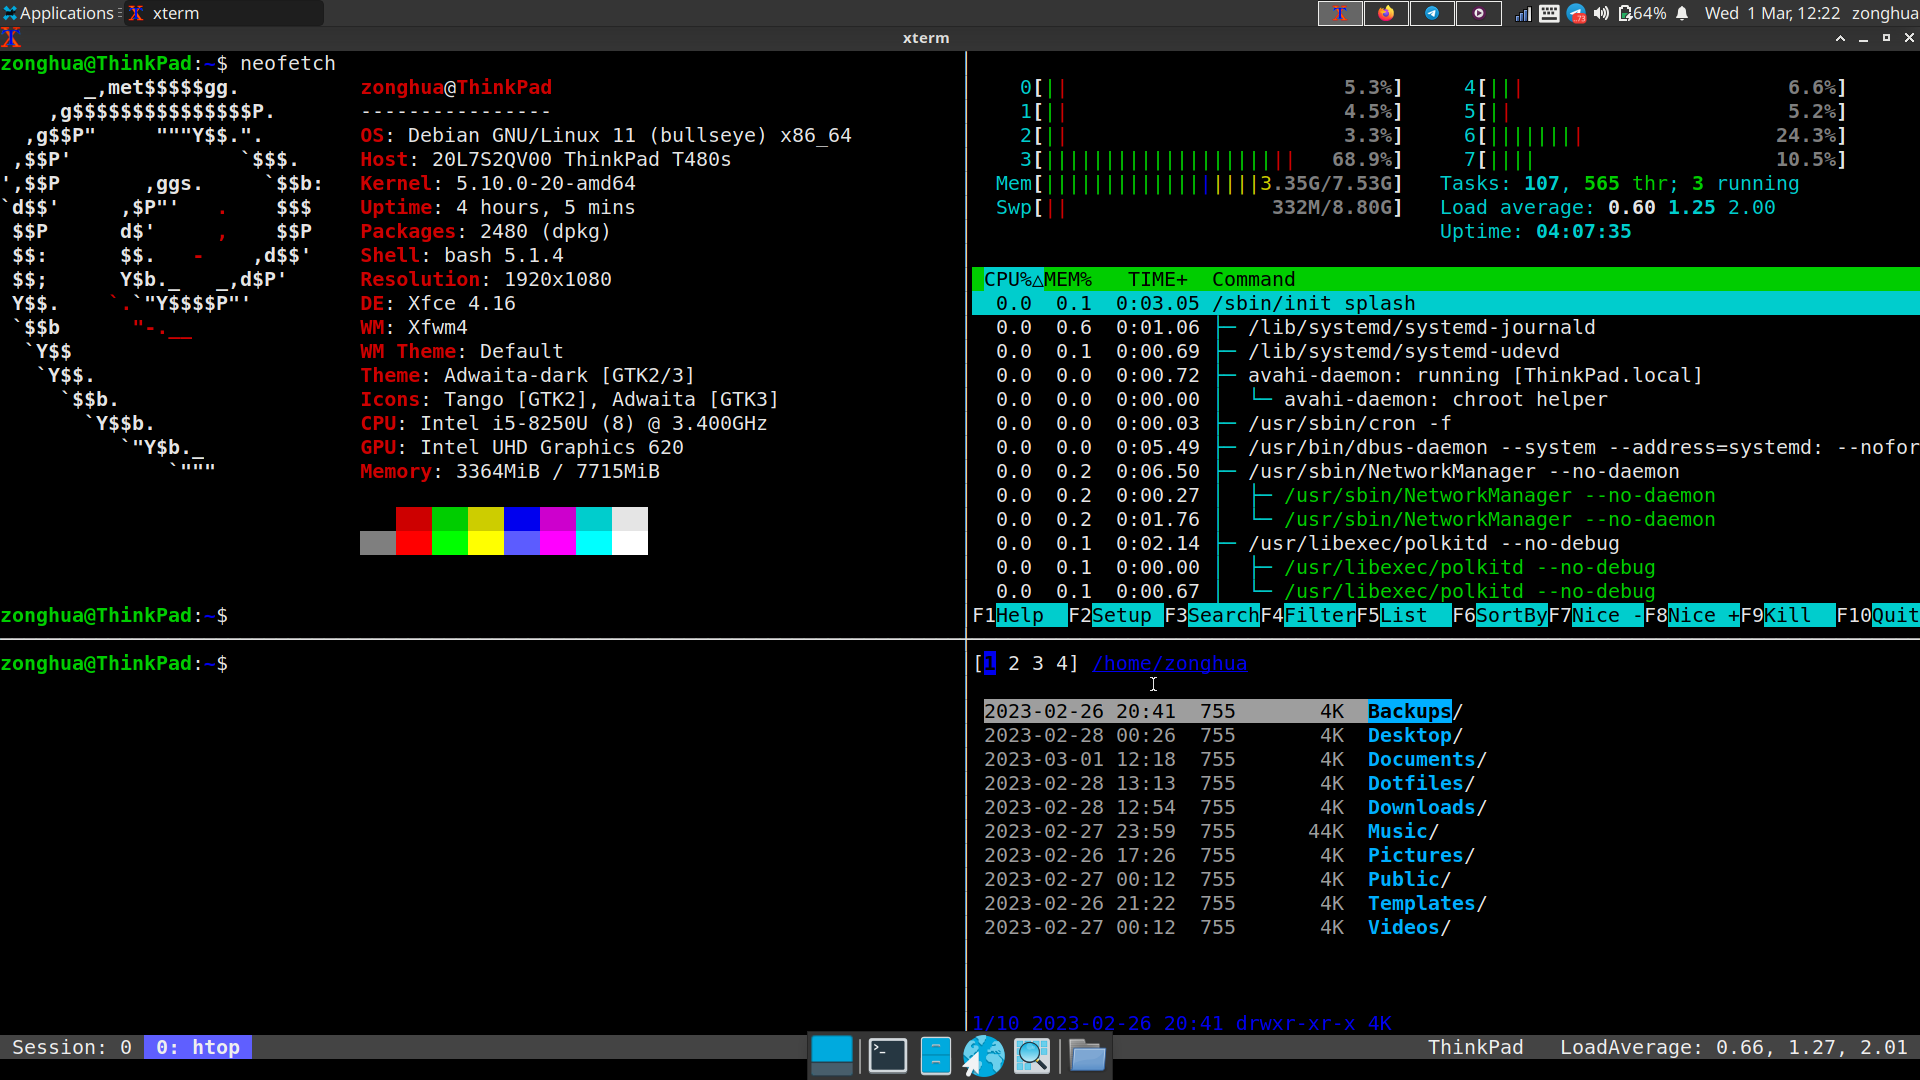 Applications xterm 64% Wed 1 Mar, 12:22 zonghua
xterm
zonghua@ThinkPad:~$ neofetch
       _,met$$$$$gg.
    ,g$$$$$$$$$$$$$$$P.
  ,g$$P"     """Y$$.".
 ,$$P'              `$$$.
',$$P       ,ggs.     `$$b:
`d$$'     ,$P"'   .    $$$
 $$P      d$'     ,    $$P
 $$:      $$.   -    ,d$$'
 $$;      Y$b._   _,d$P'
 Y$$.    `.`"Y$$$$P"'
 `$$b      "-.__
  `Y$$
   `Y$$.
     `$$b.
       `Y$$b.
          `"Y$b._
              `"""
zonghua@ThinkPad
----------------
OS: Debian GNU/Linux 11 (bullseye) x86_64
Host: 20L7S2QV00 ThinkPad T480s
Kernel: 5.10.0-20-amd64
Uptime: 4 hours, 5 mins
Packages: 2480 (dpkg)
Shell: bash 5.1.4
Resolution: 1920x1080
DE: Xfce 4.16
WM: Xfwm4
WM Theme: Default
Theme: Adwaita-dark [GTK2/3]
Icons: Tango [GTK2], Adwaita [GTK3]
CPU: Intel i5-8250U (8) @ 3.400GHz
GPU: Intel UHD Graphics 620
Memory: 3364MiB / 7715MiB
zonghua@ThinkPad:~$
0[|| 5.3%] 4[||| 6.6%]
1[|| 4.5%] 5[|| 5.2%]
2[|| 3.3%] 6[|||||||| 24.3%]
3[||||||||||||||||||||| 68.9%] 7[|||| 10.5%]
Mem[||||||||||||||||||3.35G/7.53G] Tasks: 107, 565 thr; 3 running
Swp[|| 332M/8.80G] Load average: 0.60 1.25 2.00
Uptime: 04:07:35
CPU%△MEM% TIME+ Command
0.0 0.1 0:03.05 /sbin/init splash
0.0 0.6 0:01.06 ├─ /lib/systemd/systemd-journald
0.0 0.1 0:00.69 ├─ /lib/systemd/systemd-udevd
0.0 0.0 0:00.72 ├─ avahi-daemon: running [ThinkPad.local]
0.0 0.0 0:00.00 │  └─ avahi-daemon: chroot helper
0.0 0.0 0:00.03 ├─ /usr/sbin/cron -f
0.0 0.0 0:05.49 ├─ /usr/bin/dbus-daemon --system --address=systemd: --nofor
0.0 0.2 0:06.50 ├─ /usr/sbin/NetworkManager --no-daemon
0.0 0.2 0:00.27 │  ├─ /usr/sbin/NetworkManager --no-daemon
0.0 0.2 0:01.76 │  └─ /usr/sbin/NetworkManager --no-daemon
0.0 0.1 0:02.14 ├─ /usr/libexec/polkitd --no-debug
0.0 0.1 0:00.00 │  ├─ /usr/libexec/polkitd --no-debug
0.0 0.1 0:00.67 │  └─ /usr/libexec/polkitd --no-debug
F1Help F2Setup F3SearchF4FilterF5List F6SortByF7Nice -F8Nice +F9Kill F10Quit
zonghua@ThinkPad:~$
[1 2 3 4] /home/zonghua
2023-02-26 20:41 755 4K Backups/
2023-02-28 00:26 755 4K Desktop/
2023-03-01 12:18 755 4K Documents/
2023-02-28 13:13 755 4K Dotfiles/
2023-02-28 12:54 755 4K Downloads/
2023-02-27 23:59 755 44K Music/
2023-02-26 17:26 755 4K Pictures/
2023-02-27 00:12 755 4K Public/
2023-02-26 21:22 755 4K Templates/
2023-02-27 00:12 755 4K Videos/
1/10 2023-02-26 20:41 drwxr-xr-x 4K
Session: 0 0: htop ThinkPad LoadAverage: 0.66, 1.27, 2.01